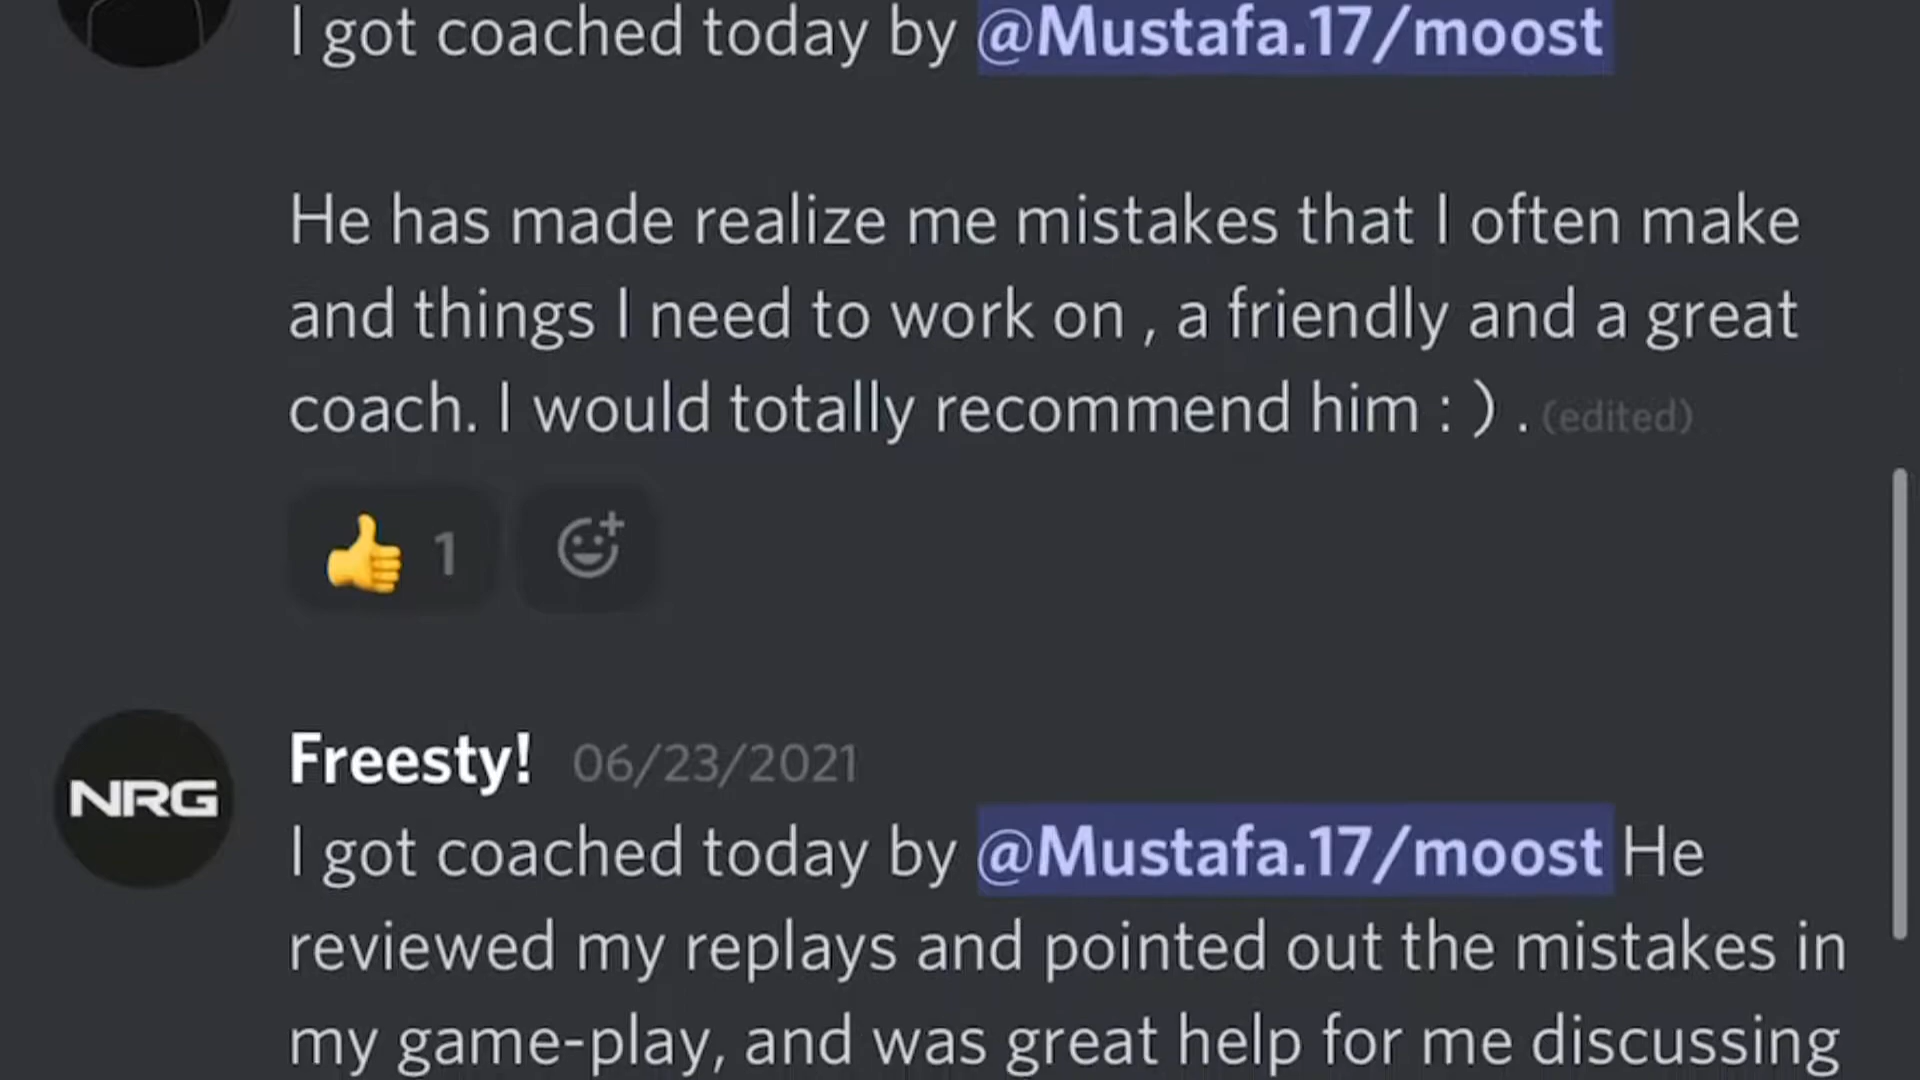 I got coached today by @Mustafa.17/moost
He has made realize me mistakes that I often make
and things I need to work on , a friendly and a great
coach. I would totally recommend him : ) . (edited)
1
NRG
Freesty! 06/23/2021
I got coached today by @Mustafa.17/moost He
reviewed my replays and pointed out the mistakes in
my game-play, and was great help for me discussing